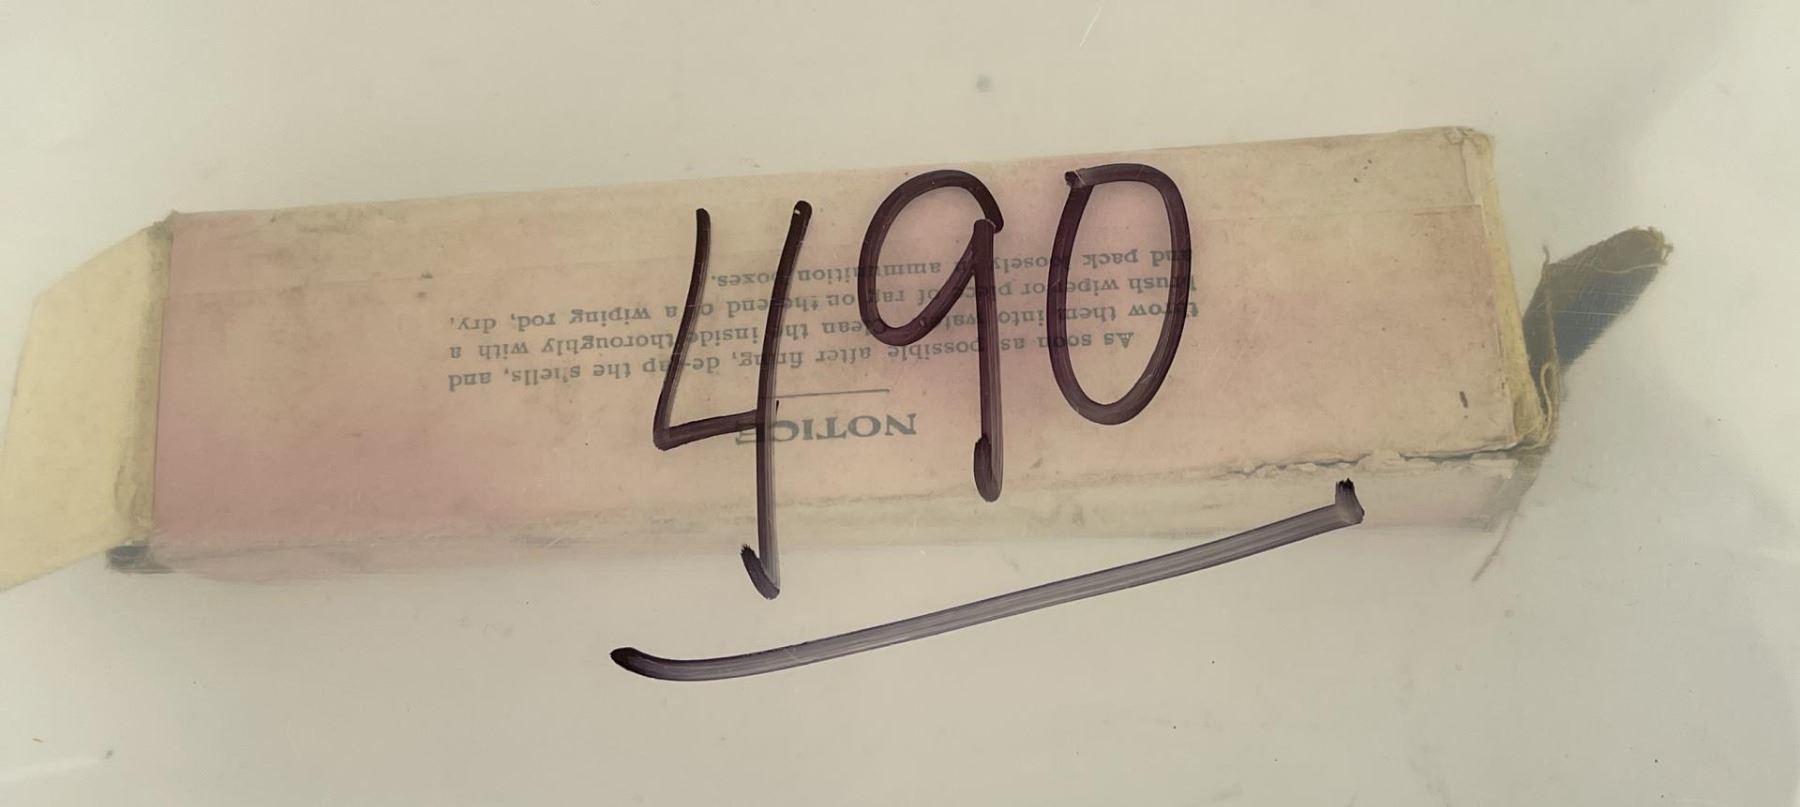 490
NOTICE
As soon as possible after firing, de-cap the shells, and
throw them into water. Clean the inside thoroughly with a
brush wiper or piece of rag on the end of a wiping rod, dry,
and pack loosely in ammunition boxes.